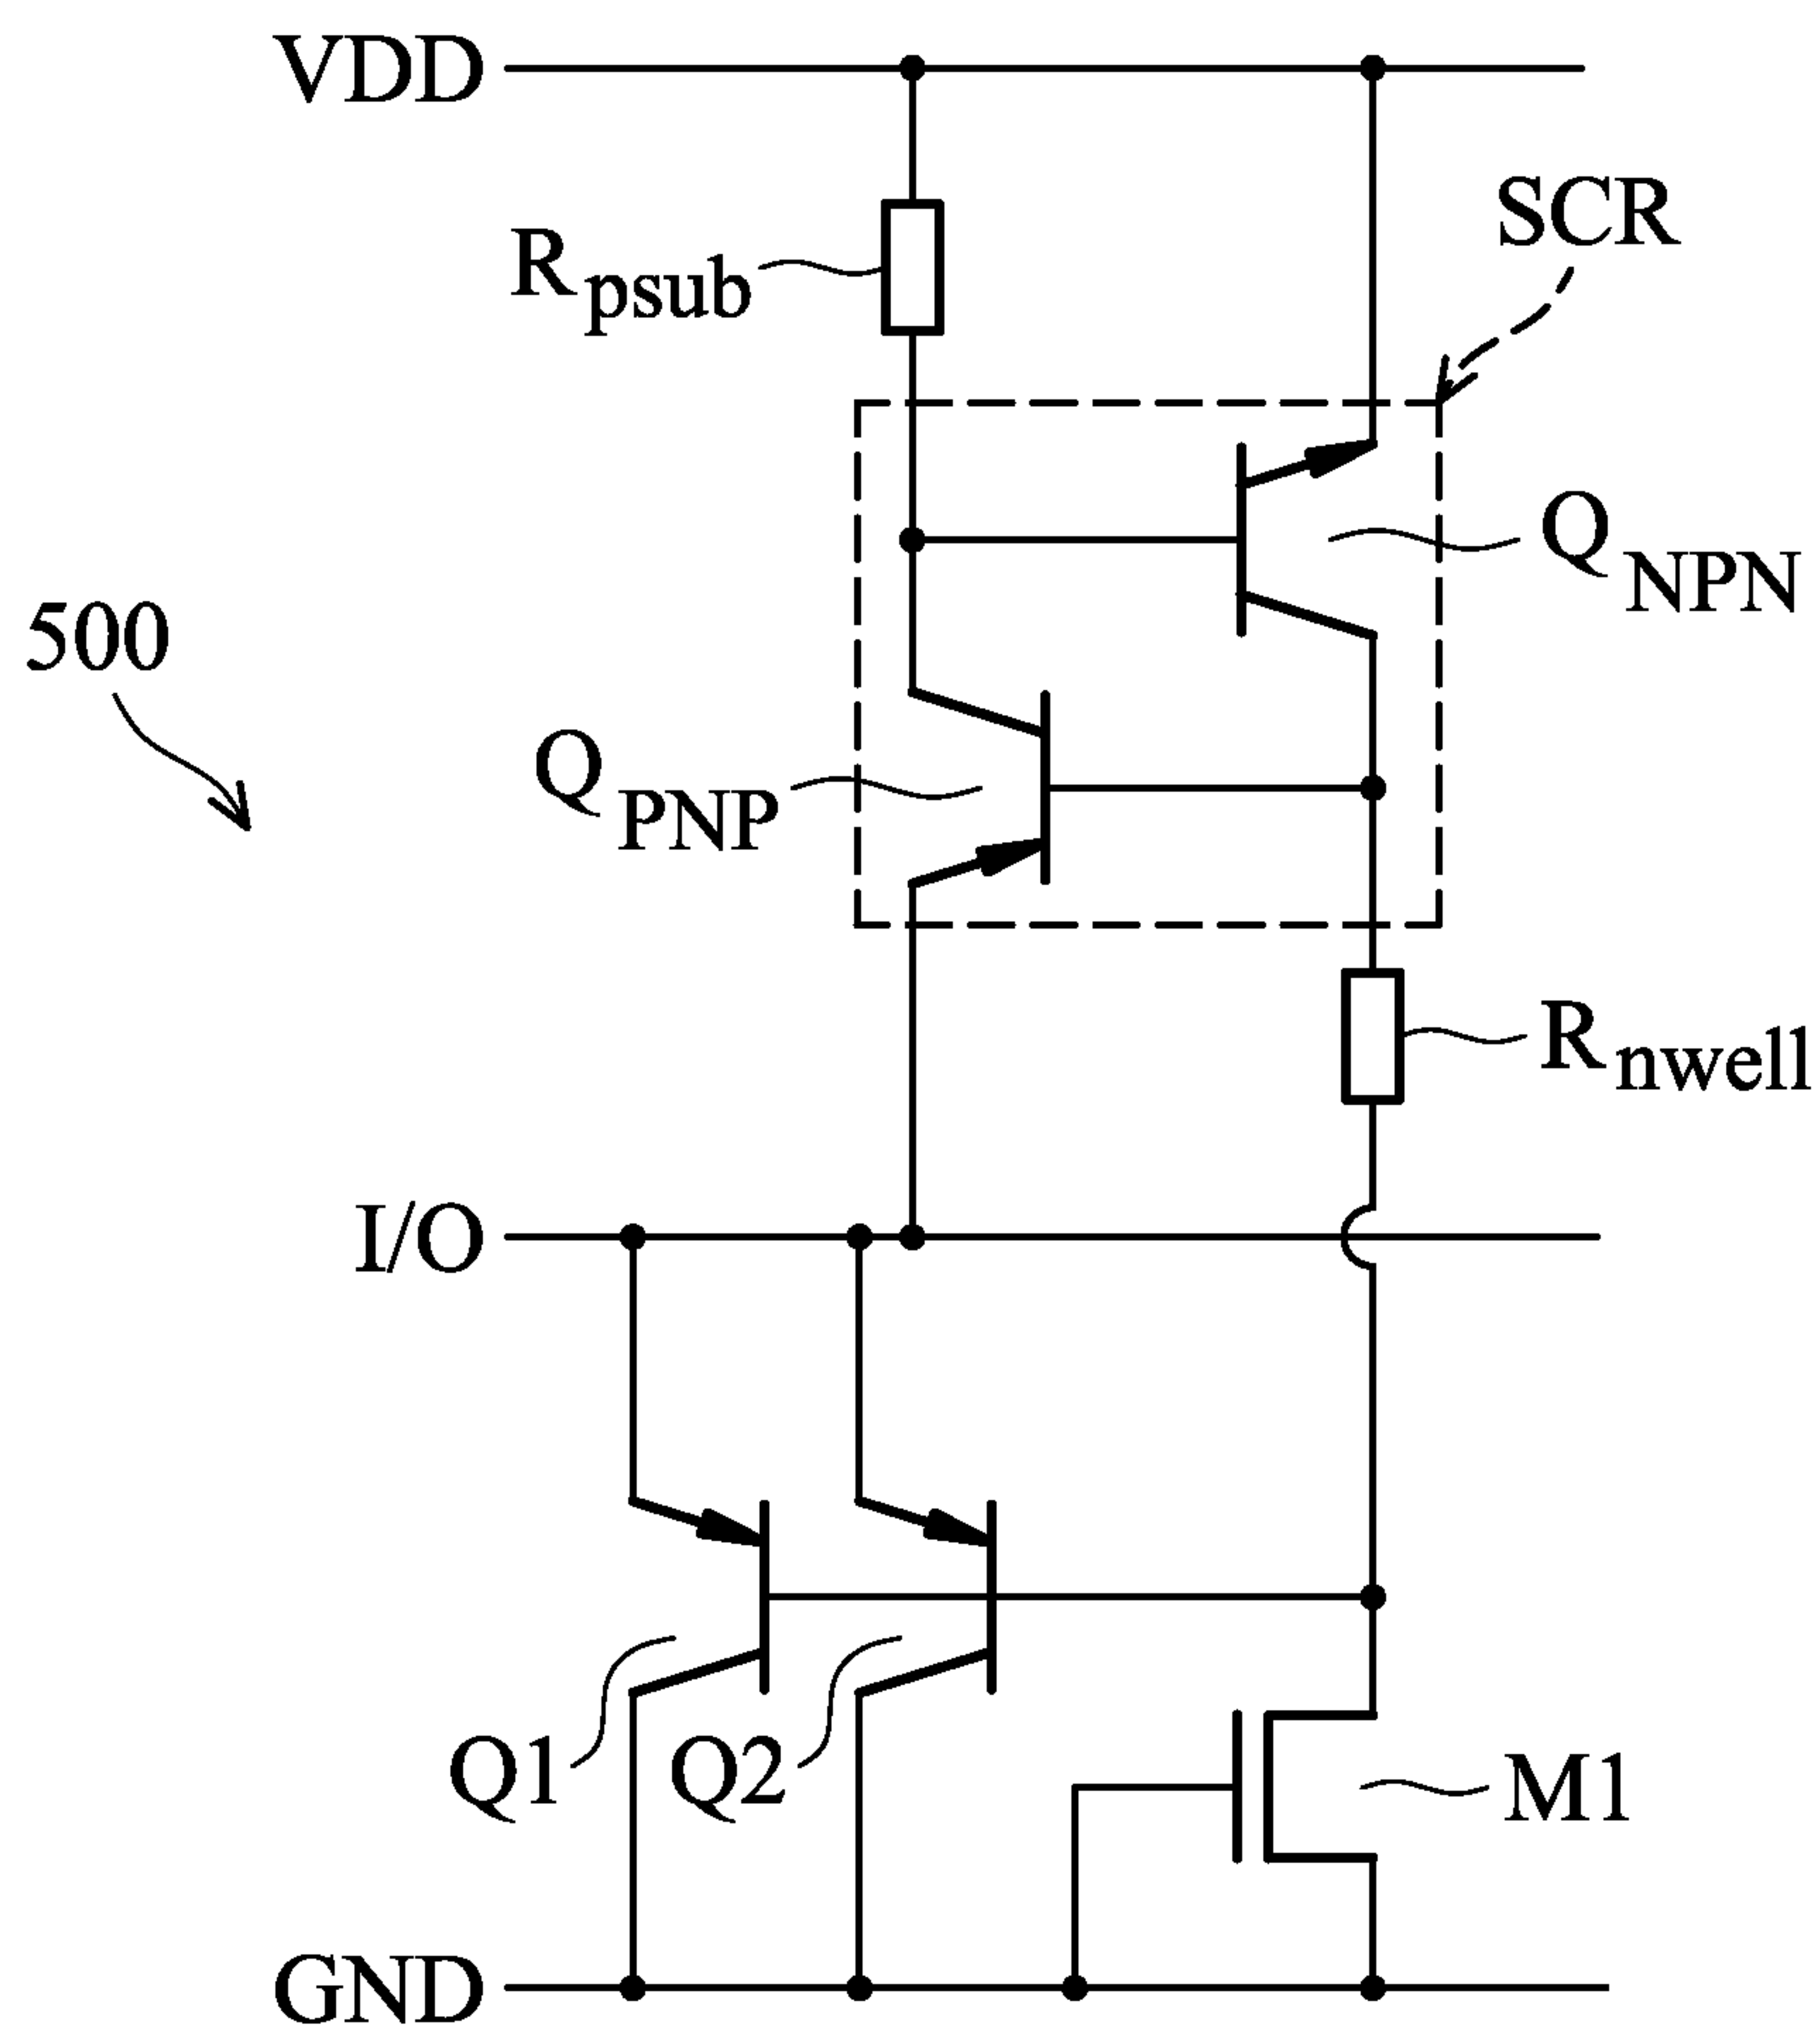 VDD
SCR
Rpsub
QNPN
500
QPNP
Rnwell
I/O
Q1
Q2
M1
GND